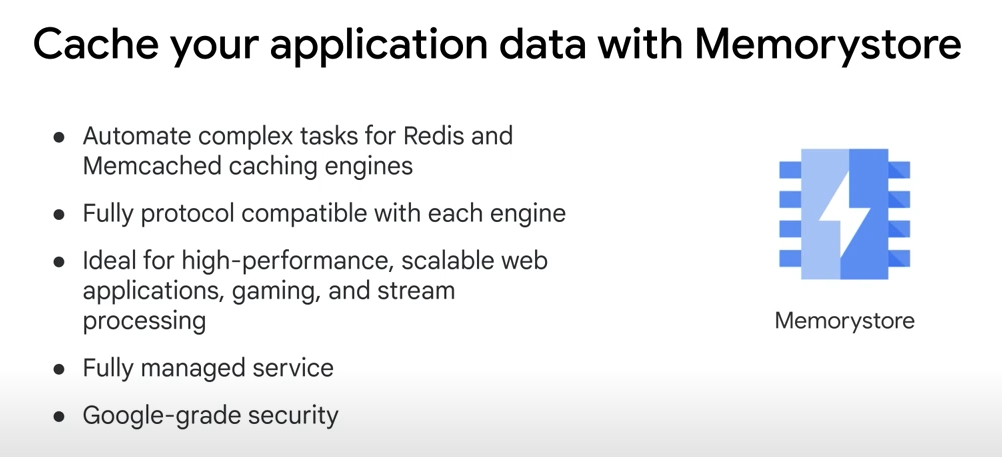 Cache your application data with Memorystore
● Automate complex tasks for Redis and
Memcached caching engines
● Fully protocol compatible with each engine
● Ideal for high-performance, scalable web
applications, gaming, and stream
processing
● Fully managed service
● Google-grade security
Memorystore